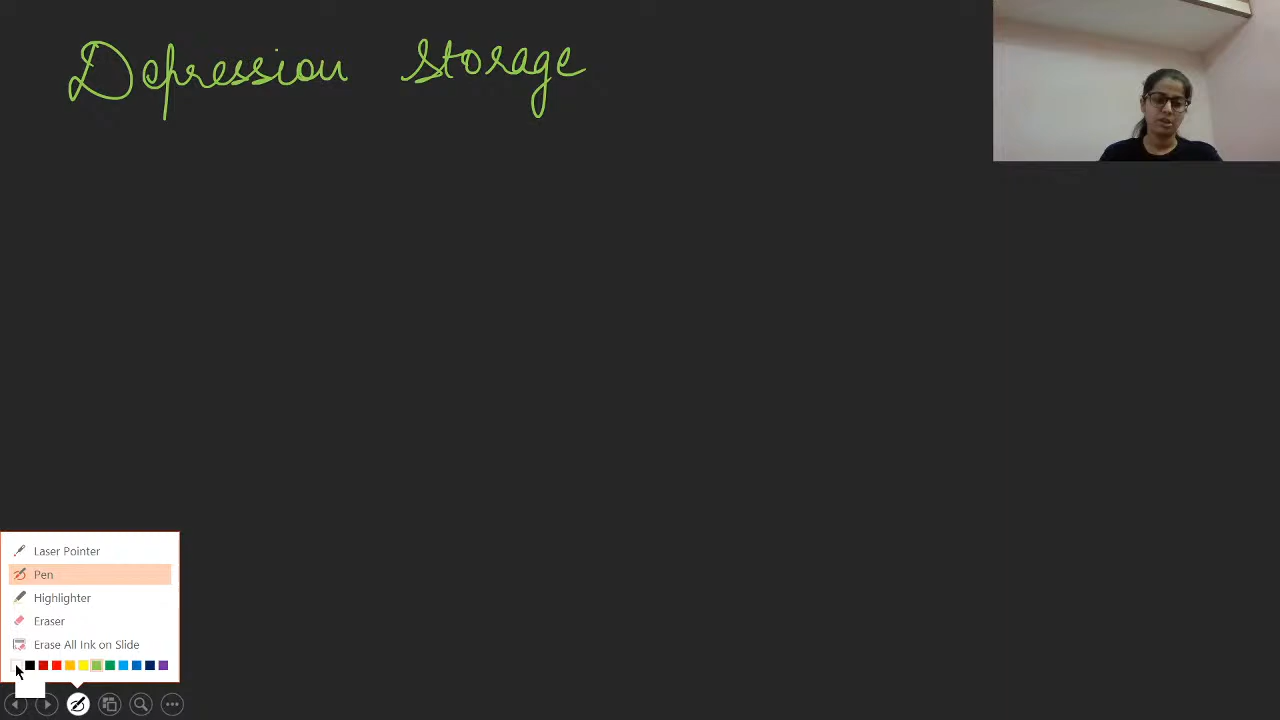 Depression Storage
Laser Pointer
Pen
Highlighter
Eraser
Erase All Ink on Slide